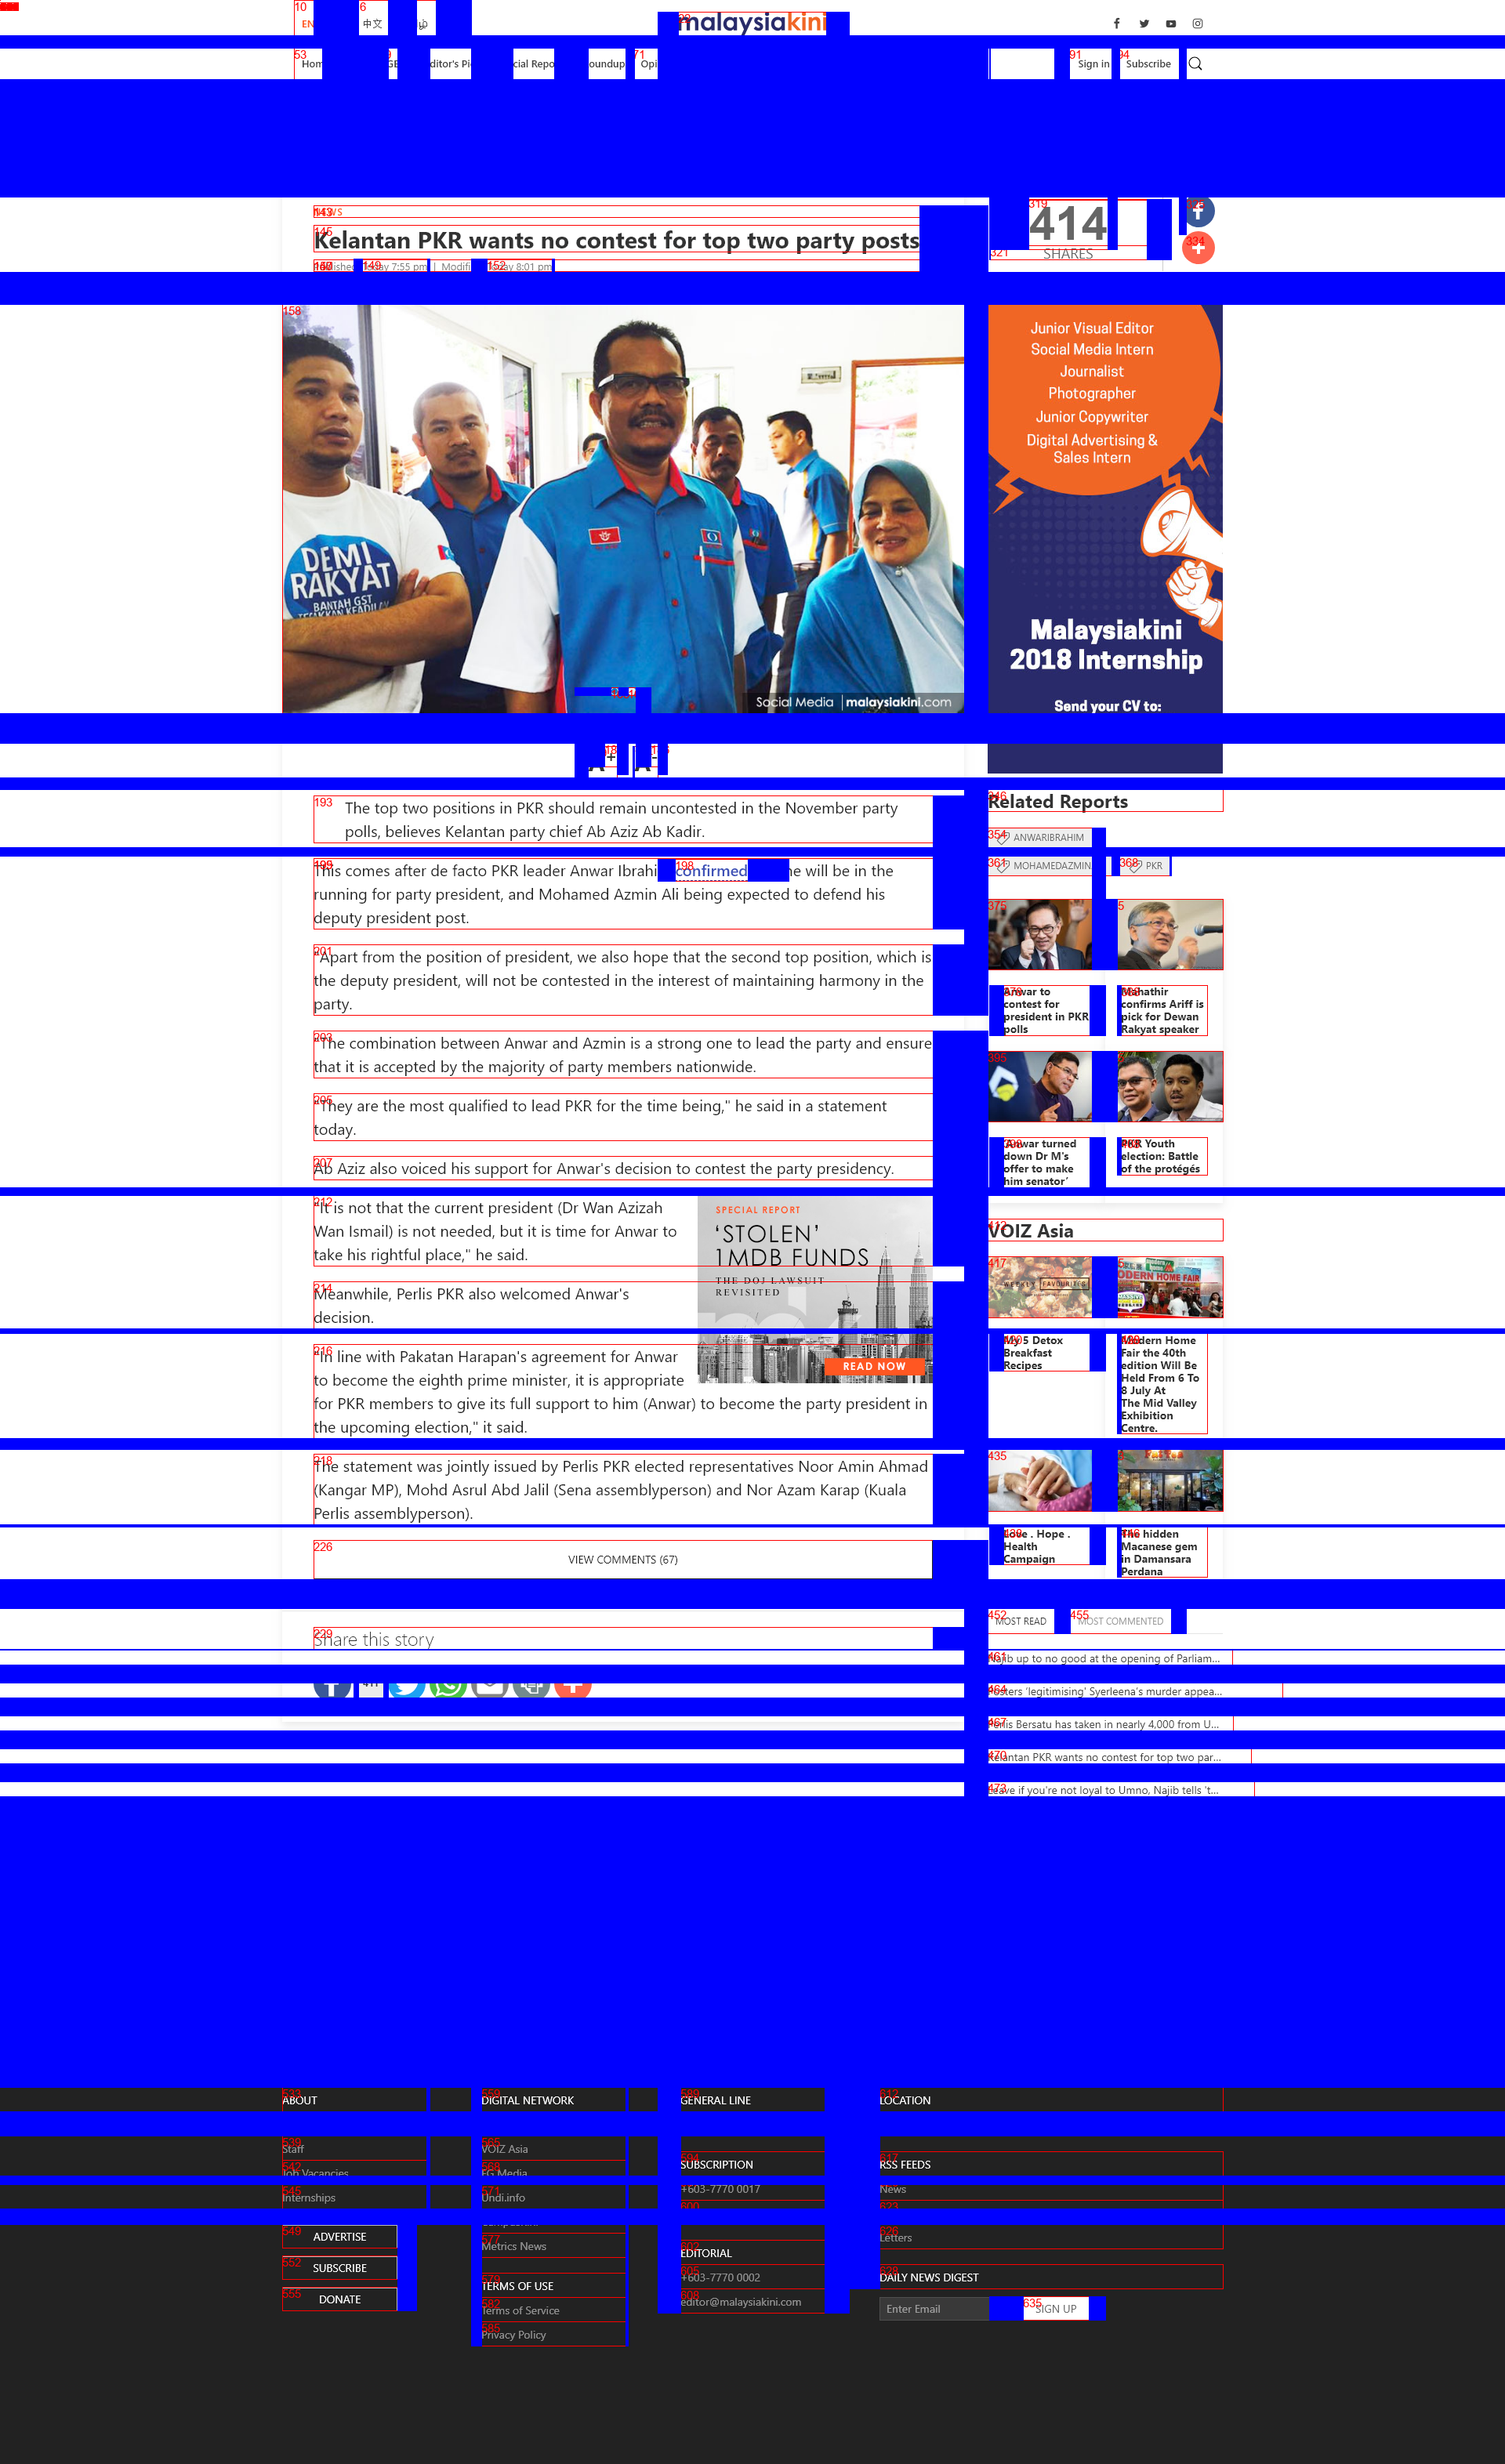 EN
中文
malaysiakini
Sign in
Subscribe
Kelantan PKR wants no contest for top two party posts
414
SHARES
Junior Visual Editor
Social Media Intern
Journalist
Photographer
Junior Copywriter
Digital Advertising &
Sales Intern
Malaysiakini
2018 Internship
Send your CV to:
DEMI
RAKYAT
BANTAH GST
Social Media malaysiakini.com
The top two positions in PKR should remain uncontested in the November party
polls, believes Kelantan party chief Ab Aziz Ab Kadir.
This comes after de facto PKR leader Anwar Ibrahim confirmed he will be in the
running for party president, and Mohamed Azmin Ali being expected to defend his
deputy president post.
"Apart from the position of president, we also hope that the second top position, which is
the deputy president, will not be contested in the interest of maintaining harmony in the
party.
"The combination between Anwar and Azmin is a strong one to lead the party and ensure
that it is accepted by the majority of party members nationwide.
"They are the most qualified to lead PKR for the time being," he said in a statement
today.
Ab Aziz also voiced his support for Anwar's decision to contest the party presidency.
"It is not that the current president (Dr Wan Azizah
Wan Ismail) is not needed, but it is time for Anwar to
take his rightful place," he said.
Meanwhile, Perlis PKR also welcomed Anwar's
decision.
"In line with Pakatan Harapan's agreement for Anwar
to become the eighth prime minister, it is appropriate
for PKR members to give its full support to him (Anwar) to become the party president in
the upcoming election," it said.
SPECIAL REPORT
'STOLEN'
1MDB FUNDS
THE DOJ LAWSUIT
REVISITED
READ NOW
The statement was jointly issued by Perlis PKR elected representatives Noor Amin Ahmad
(Kangar MP), Mohd Asrul Abd Jalil (Sena assemblyperson) and Nor Azam Karap (Kuala
Perlis assemblyperson).
VIEW COMMENTS (67)
Share this story
Related Reports
ANWARIBRAHIM
MOHAMEDAZMIN
PKR
Anwar to
contest for
president in PKR
polls
Mahathir
confirms Ariff is
pick for Dewan
Rakyat speaker
'Anwar turned
down Dr M's
offer to make
him senator'
PKR Youth
election: Battle
of the protégés
VOIZ Asia
WEEKLY FAVOURITES
My 5 Detox
Breakfast
Recipes
Modern Home
Fair the 40th
edition Will Be
Held From 6 To
8 July At
The Mid Valley
Exhibition
Centre.
Love . Hope .
Health
Campaign
The hidden
Macanese gem
in Damansara
Perdana
MOST READ
MOST COMMENTED
Najib up to no good at the opening of Parliam...
Posters 'legitimising' Syerleena's murder appea...
Perlis Bersatu has taken in nearly 4,000 from U...
Kelantan PKR wants no contest for top two par...
Leave if you're not loyal to Umno, Najib tells 't...
ABOUT
Staff
Job Vacancies
Internships
ADVERTISE
SUBSCRIBE
DONATE
DIGITAL NETWORK
VOIZ Asia
FG Media
Undi.info
Metrics News
TERMS OF USE
Terms of Service
Privacy Policy
GENERAL LINE
SUBSCRIPTION
+603-7770 0017
EDITORIAL
+603-7770 0002
editor@malaysiakini.com
LOCATION
RSS FEEDS
News
Letters
DAILY NEWS DIGEST
Enter Email
SIGN UP